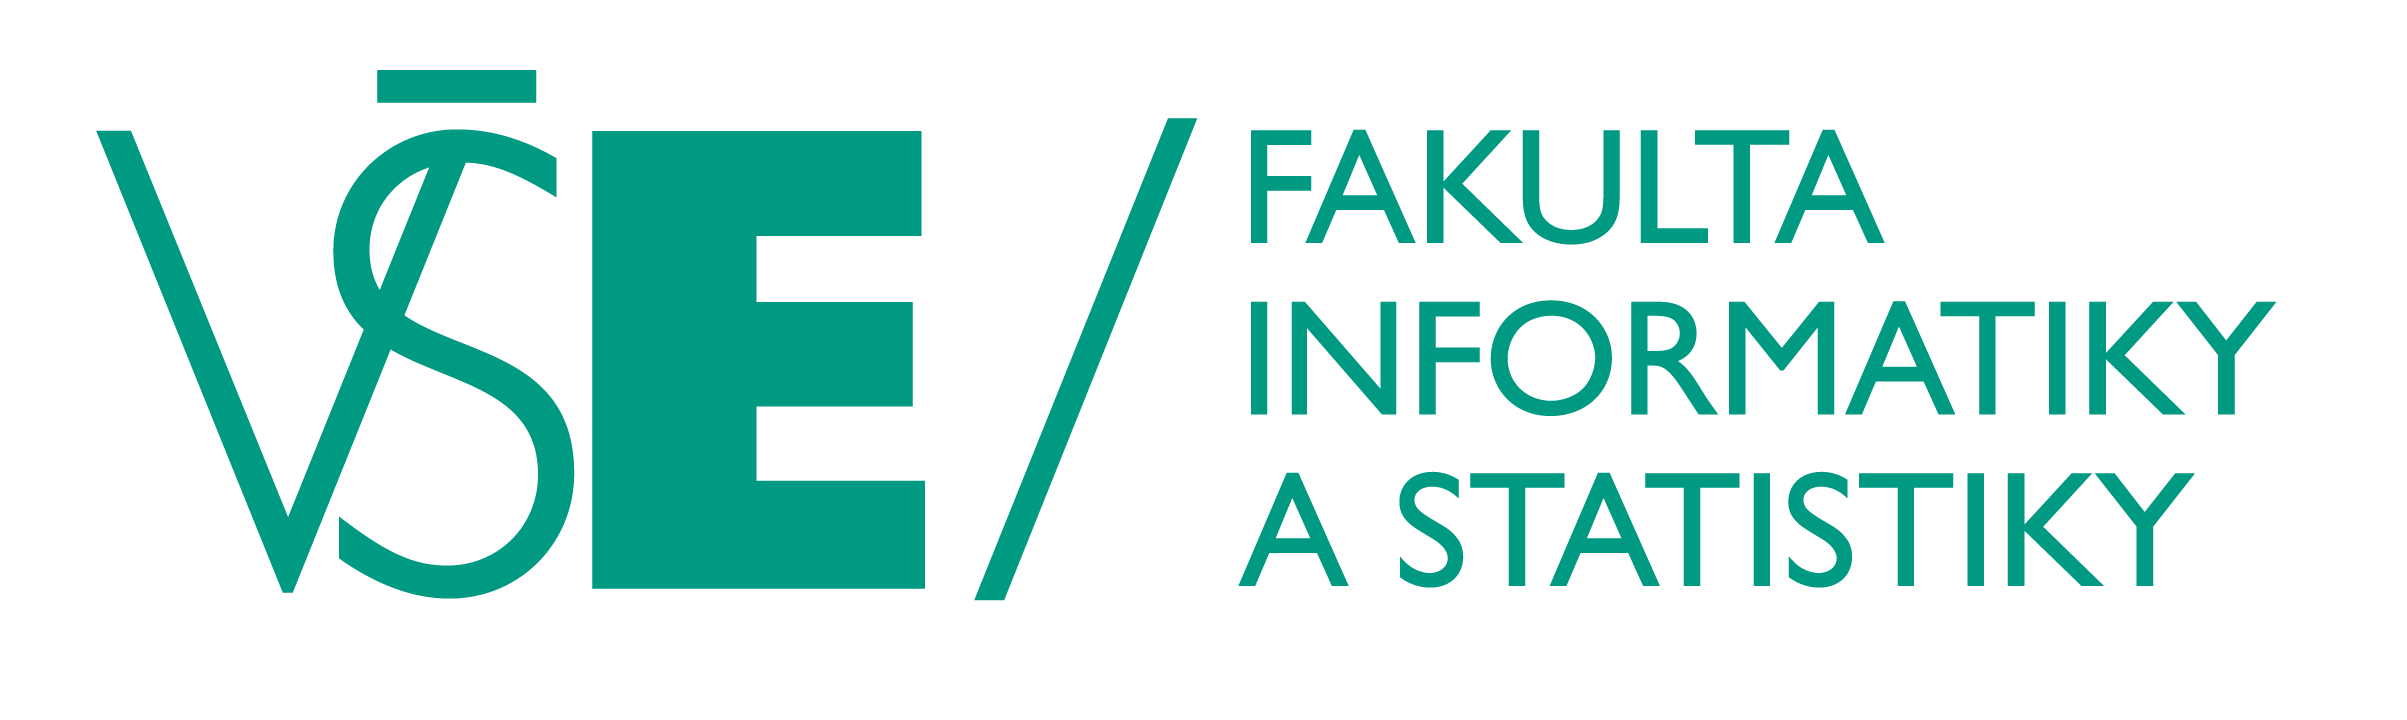 VŠE / FAKULTA
INFORMATIKY
A STATISTIKY